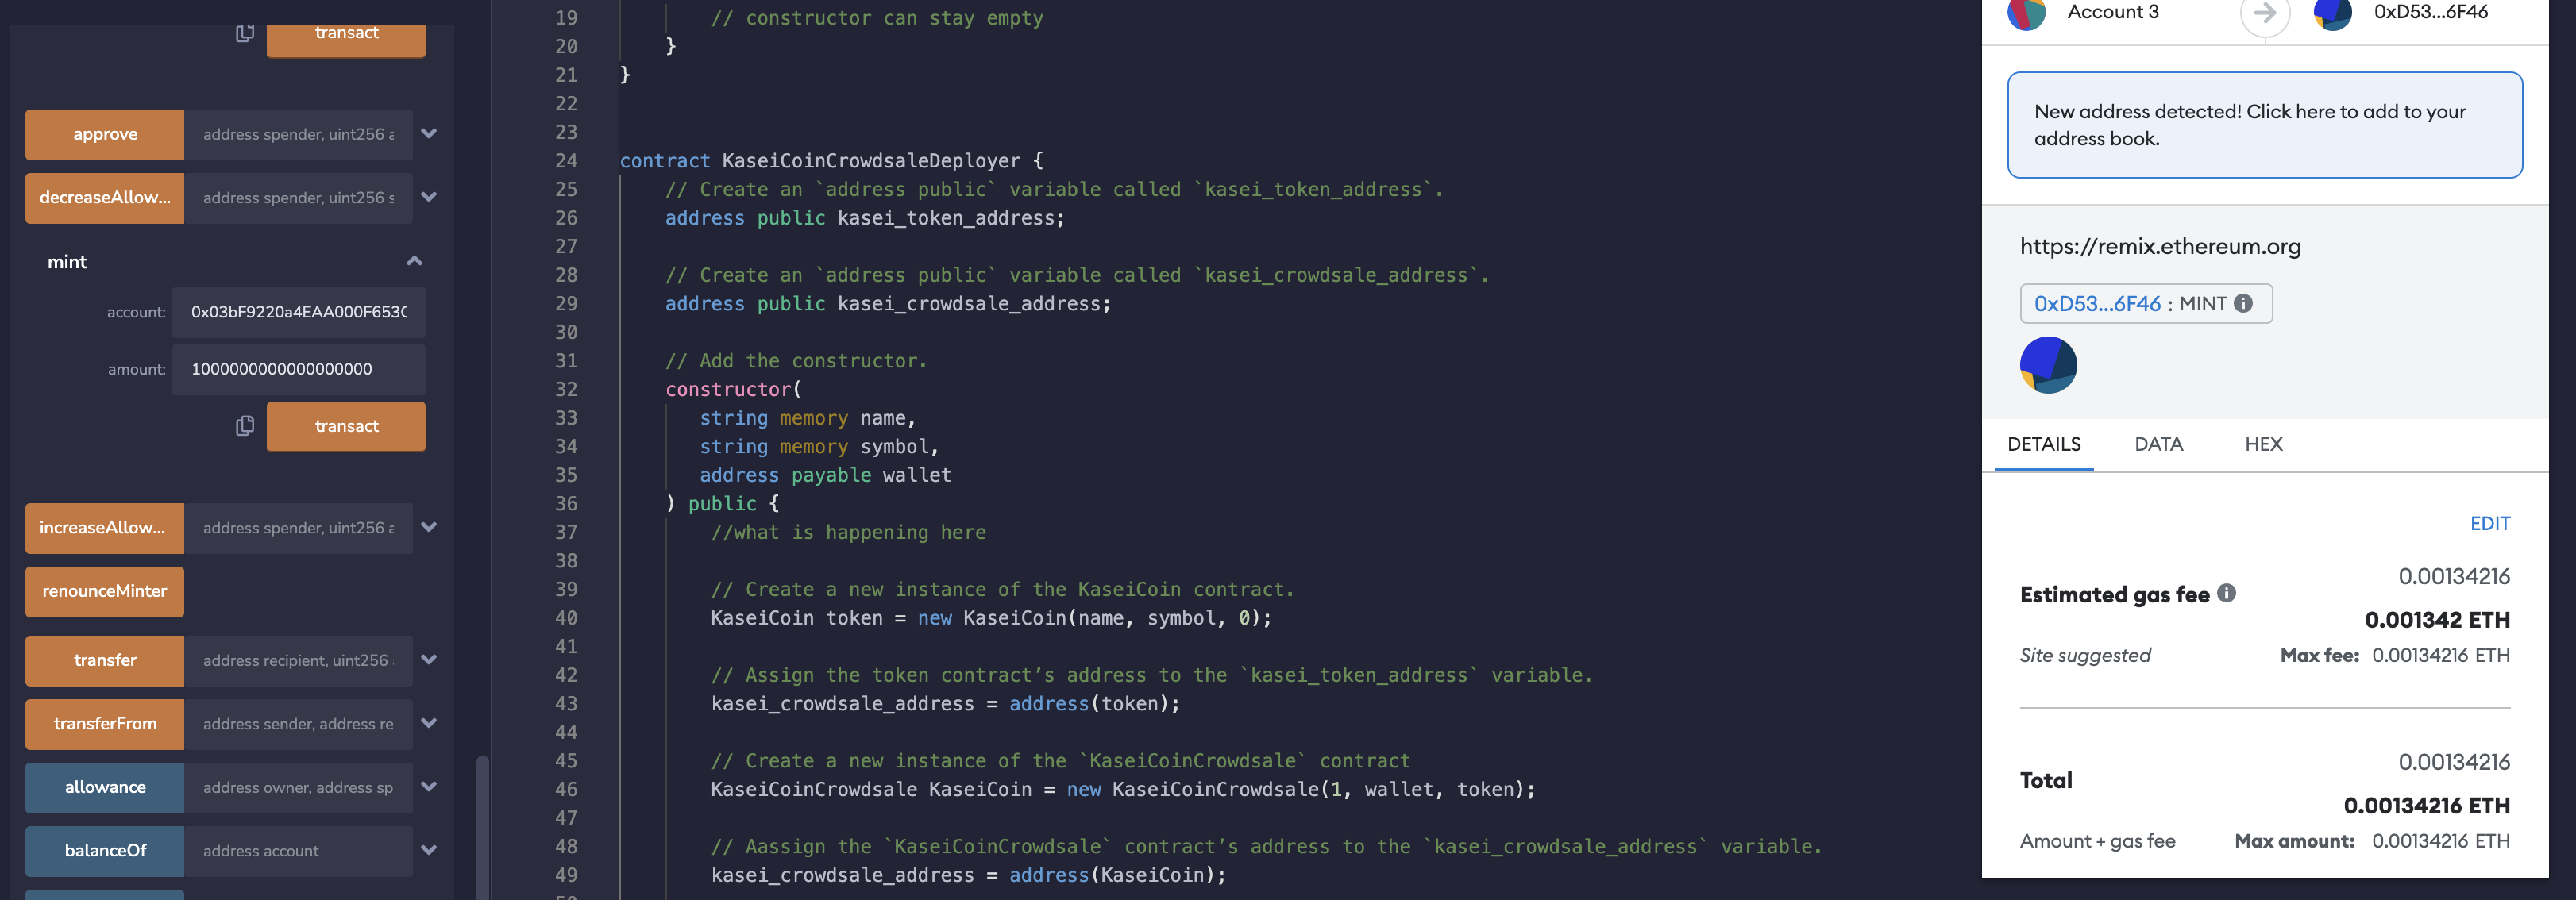 transact
approve
address spender, uint256 a
decreaseAllow...
address spender, uint256 s
mint
account:
0x03bF9220a4EAA000F653C
amount:
1000000000000000000
transact
increaseAllow...
address spender, uint256 a
renounceMinter
transfer
address recipient, uint256
transferFrom
address sender, address re
allowance
address owner, address sp
balanceOf
address account
19 // constructor can stay empty
20 }
21 }
22
23
24 contract KaseiCoinCrowdsaleDeployer {
25 // Create an `address public` variable called `kasei_token_address`.
26 address public kasei_token_address;
27
28 // Create an `address public` variable called `kasei_crowdsale_address`.
29 address public kasei_crowdsale_address;
30
31 // Add the constructor.
32 constructor(
33 string memory name,
34 string memory symbol,
35 address payable wallet
36 ) public {
37 //what is happening here
38
39 // Create a new instance of the KaseiCoin contract.
40 KaseiCoin token = new KaseiCoin(name, symbol, 0);
41
42 // Assign the token contract’s address to the `kasei_token_address` variable.
43 kasei_crowdsale_address = address(token);
44
45 // Create a new instance of the `KaseiCoinCrowdsale` contract
46 KaseiCoinCrowdsale KaseiCoin = new KaseiCoinCrowdsale(1, wallet, token);
47
48 // Aassign the `KaseiCoinCrowdsale` contract’s address to the `kasei_crowdsale_address` variable.
49 kasei_crowdsale_address = address(KaseiCoin);
Account 3
0xD53...6F46
New address detected! Click here to add to your
address book.
https://remix.ethereum.org
0xD53...6F46 : MINT
DETAILS DATA HEX
EDIT
0.00134216
Estimated gas fee
0.001342 ETH
Site suggested
Max fee: 0.00134216 ETH
0.00134216
Total
0.00134216 ETH
Amount + gas fee
Max amount: 0.00134216 ETH